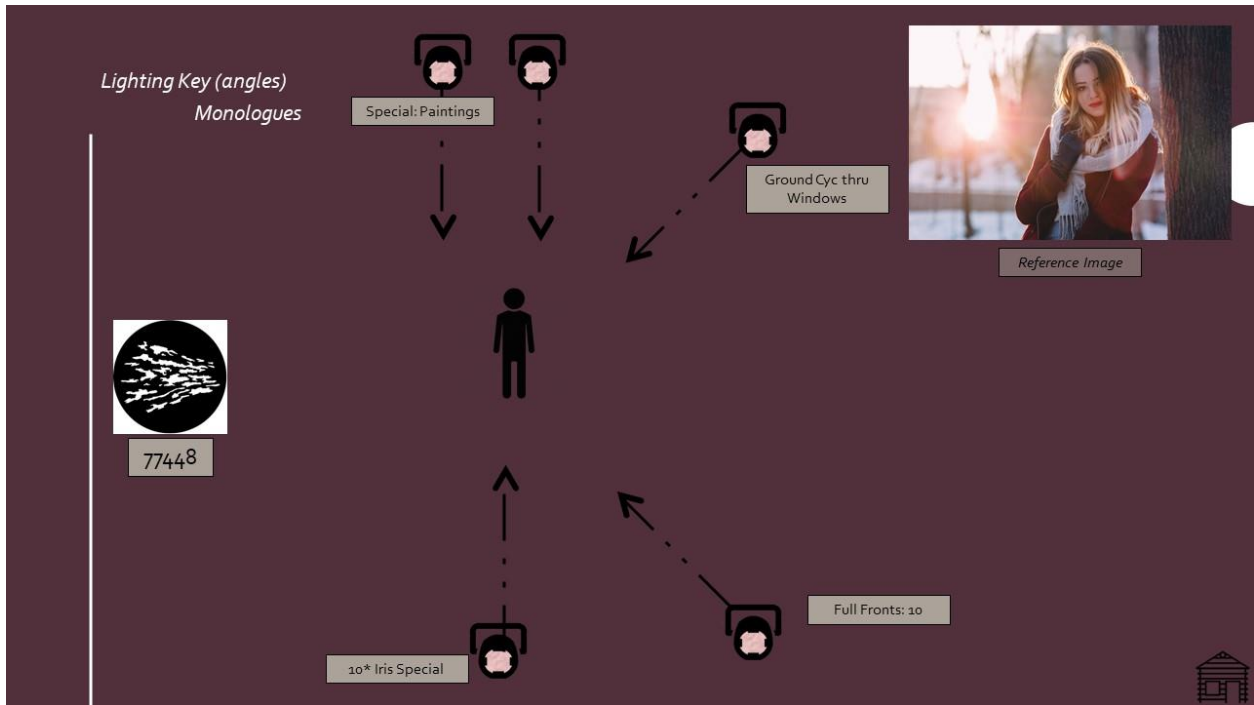 Lighting Key (angles)
Monologues
Special: Paintings
Ground Cyc thru
Windows
Reference Image
77448
Full Fronts: 10
10* Iris Special